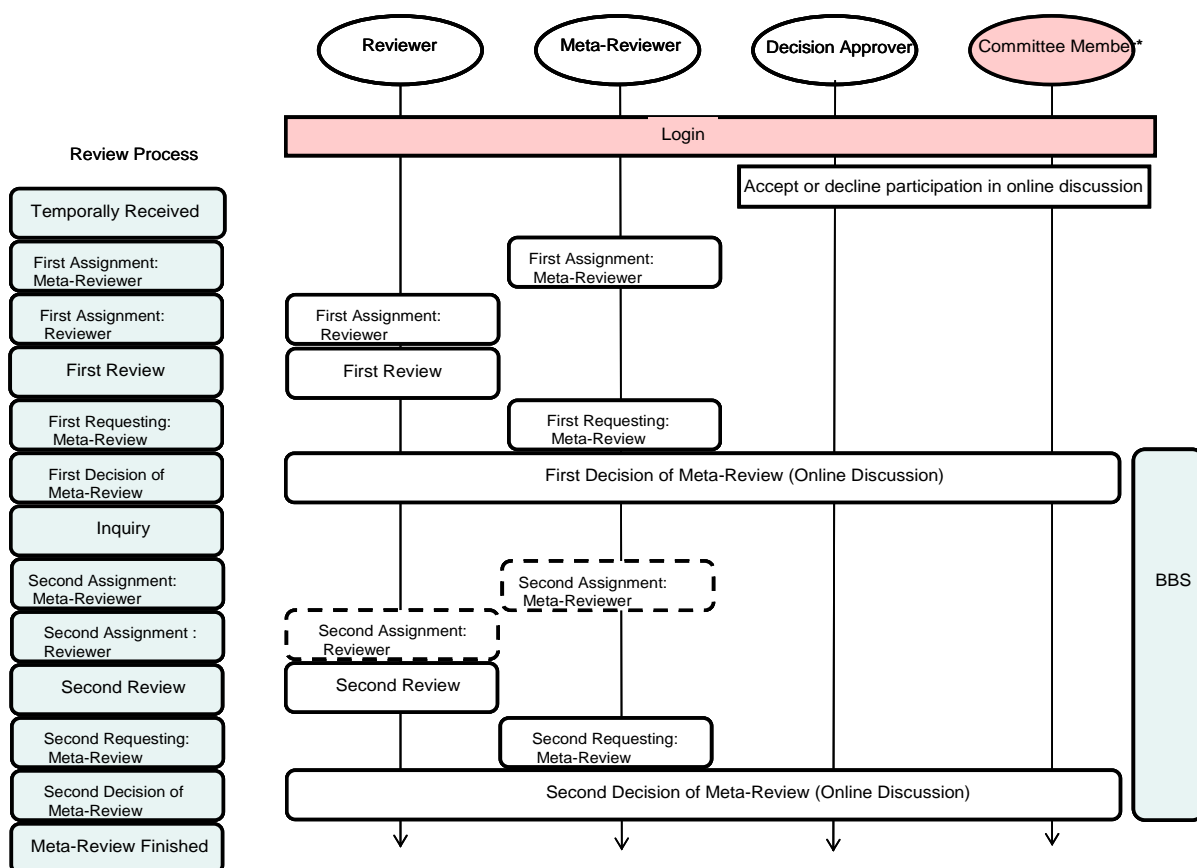 Reviewer
Meta-Reviewer
Decision Approver
Committee Member*
Login
Review Process
Accept or decline participation in online discussion
Temporally Received
First Assignment:
Meta-Reviewer
First Assignment:
Meta-Reviewer
First Assignment:
Reviewer
First Assignment:
Reviewer
First Review
First Review
First Requesting:
Meta-Review
First Requesting:
Meta-Review
First Decision of
Meta-Review
First Decision of Meta-Review (Online Discussion)
Inquiry
Second Assignment:
Meta-Reviewer
Second Assignment:
Meta-Reviewer
BBS
Second Assignment :
Reviewer
Second Assignment:
Reviewer
Second Review
Second Review
Second Requesting:
Meta-Review
Second Requesting:
Meta-Review
Second Decision of
Meta-Review
Second Decision of Meta-Review (Online Discussion)
Meta-Review Finished